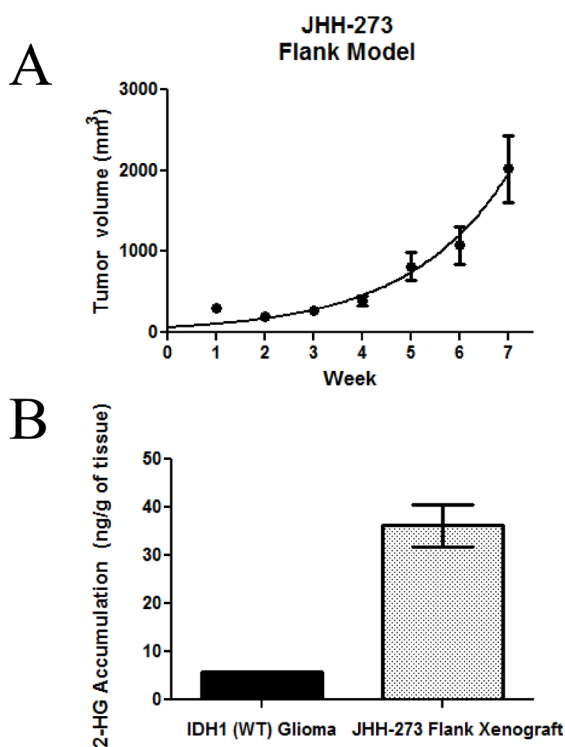 A
JHH-273
Flank Model
Tumor volume (mm³)
3000
2000
1000
0
0 1 2 3 4 5 6 7
Week
B
2-HG Accumulation (ng/g of tissue)
50
40
30
20
10
0
IDH1 (WT) Glioma JHH-273 Flank Xenograft